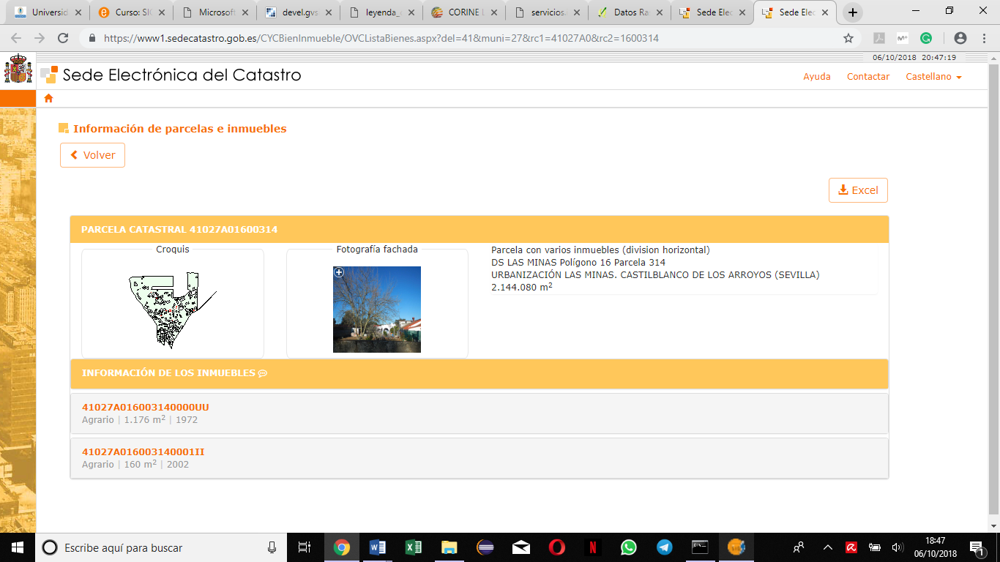 Universid
Curso: SIC
Microsoft
devel.gvs
leyenda_
CORINE L
servicios.
Datos Ra
Sede Elec
Sede Elec
https://www1.sedecatastro.gob.es/CYCBienInmueble/OVCListaBienes.aspx?del=41&muni=27&rc1=41027A0&rc2=1600314
06/10/2018 20:47:19
Sede Electrónica del Catastro
Ayuda Contactar Castellano
Información de parcelas e inmuebles
Volver
Excel
PARCELA CATASTRAL 41027A01600314
Croquis
Fotografía fachada
Parcela con varios inmuebles (division horizontal)
DS LAS MINAS Polígono 16 Parcela 314
URBANIZACIÓN LAS MINAS. CASTILBLANCO DE LOS ARROYOS (SEVILLA)
2.144.080 m²
INFORMACIÓN DE LOS INMUEBLES
41027A016003140000UU
Agrario | 1.176 m² | 1972
41027A016003140001II
Agrario | 160 m² | 2002
Escribe aquí para buscar
18:47
06/10/2018
1